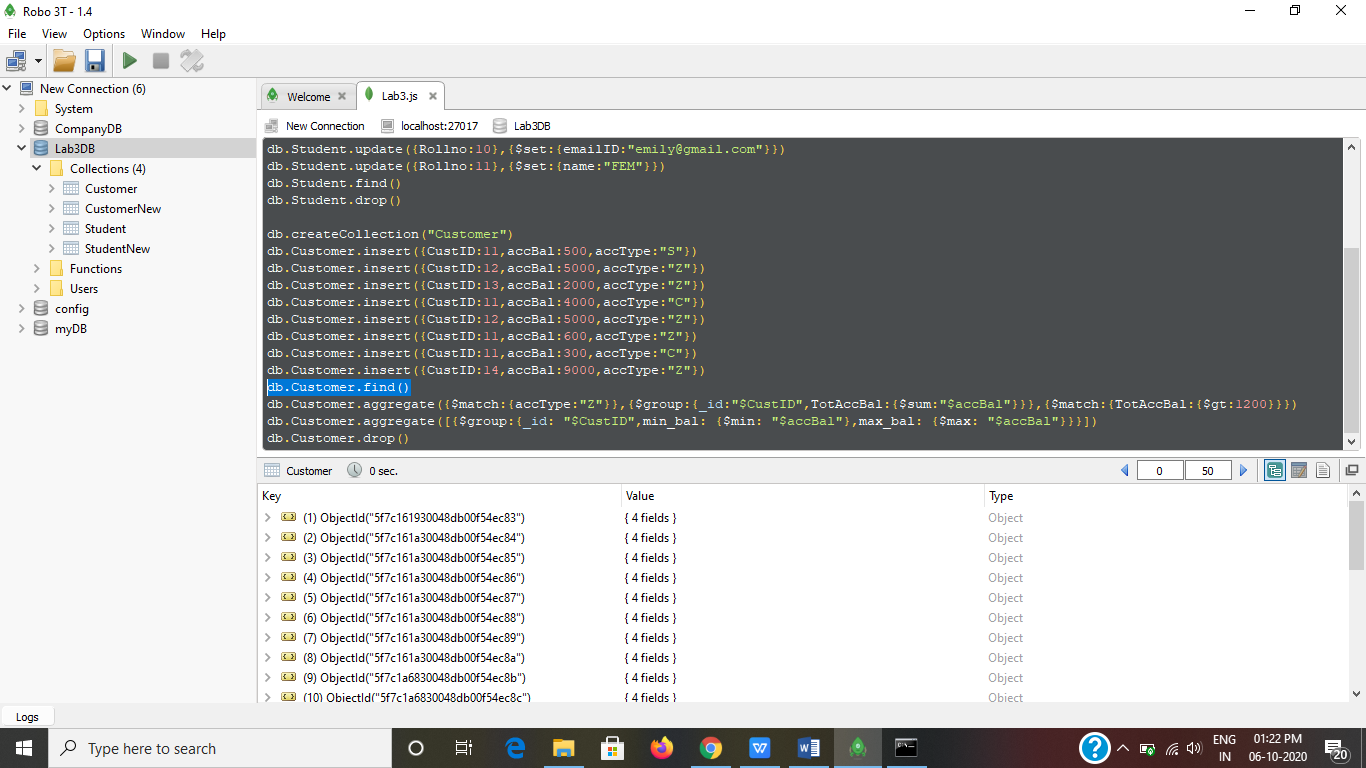 Robo 3T - 1.4
File View Options Window Help
New Connection (6)
System
CompanyDB
Lab3DB
Collections (4)
Customer
CustomerNew
Student
StudentNew
Functions
Users
config
myDB
Welcome Lab3.js
New Connection localhost:27017 Lab3DB
db.Student.update({Rollno:10},{$set:{emailID:"emily@gmail.com"}})
db.Student.update({Rollno:11},{$set:{name:"FEM"}})
db.Student.find()
db.Student.drop()
db.createCollection("Customer")
db.Customer.insert({CustID:11,accBal:500,accType:"S"})
db.Customer.insert({CustID:12,accBal:5000,accType:"Z"})
db.Customer.insert({CustID:13,accBal:2000,accType:"Z"})
db.Customer.insert({CustID:11,accBal:4000,accType:"C"})
db.Customer.insert({CustID:12,accBal:5000,accType:"Z"})
db.Customer.insert({CustID:11,accBal:600,accType:"Z"})
db.Customer.insert({CustID:11,accBal:300,accType:"C"})
db.Customer.insert({CustID:14,accBal:9000,accType:"Z"})
db.Customer.find()
db.Customer.aggregate({$match:{accType:"Z"}},{$group:{_id:"$CustID",TotAccBal:{$sum:"$accBal"}}},{$match:{TotAccBal:{$gt:1200}}})
db.Customer.aggregate([{$group:{_id: "$CustID",min_bal: {$min: "$accBal"},max_bal: {$max: "$accBal"}}}])
db.Customer.drop()
Customer 0 sec. 0 50
Key Value Type
(1) ObjectId("5f7c161930048db00f54ec83") { 4 fields } Object
(2) ObjectId("5f7c161a30048db00f54ec84") { 4 fields } Object
(3) ObjectId("5f7c161a30048db00f54ec85") { 4 fields } Object
(4) ObjectId("5f7c161a30048db00f54ec86") { 4 fields } Object
(5) ObjectId("5f7c161a30048db00f54ec87") { 4 fields } Object
(6) ObjectId("5f7c161a30048db00f54ec88") { 4 fields } Object
(7) ObjectId("5f7c161a30048db00f54ec89") { 4 fields } Object
(8) ObjectId("5f7c161a30048db00f54ec8a") { 4 fields } Object
(9) ObjectId("5f7c1a6830048db00f54ec8b") { 4 fields } Object
(10) ObjectId("5f7c1a6830048db00f54ec8c") { 4 fields } Object
Logs
Type here to search
ENG 01:22 PM
IN 06-10-2020 20